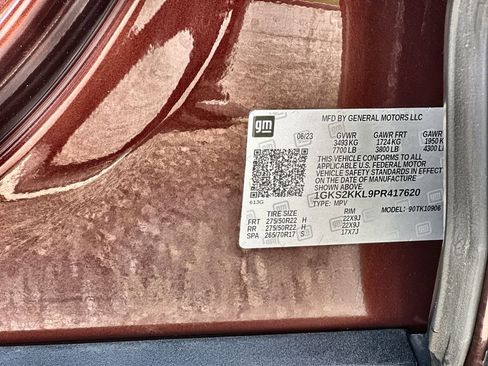 gm
MFD BY GENERAL MOTORS LLC
06/23 GVWR GAWR FRT GAWR
3493 KG 1724 KG 1950
7700 LB 3800 LB 4300 L
THIS VEHICLE CONFORMS TO ALL
APPLICABLE U.S. FEDERAL MOTOR
VEHICLE SAFETY STANDARDS IN EFFECT
ON THE DATE OF MANUFACTURE SHOWN
ABOVE.
1GKS2KKL9PR417620
613G TYPE: MPV MODEL: 90TK10906
TIRE SIZE RIM
FRT 275/50R22 H 22X9J
RR 275/50R22 H 22X9J
SPA 265/70R17 S 17X7J